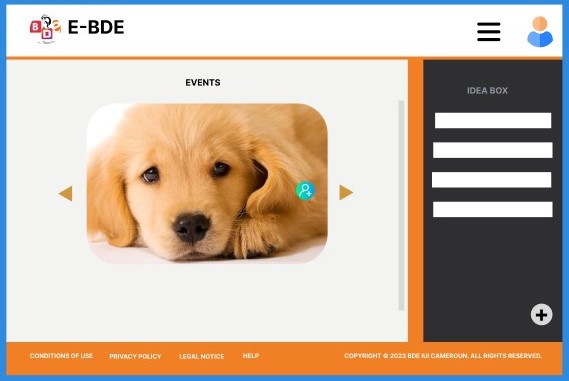 B D E
E-BDE
EVENTS
IDEA BOX
CONDITIONS OF USE
PRIVACY POLICY
LEGAL NOTICE
HELP
COPYRIGHT © 2023 BDE IUI CAMEROUN. ALL RIGHTS RESERVED.